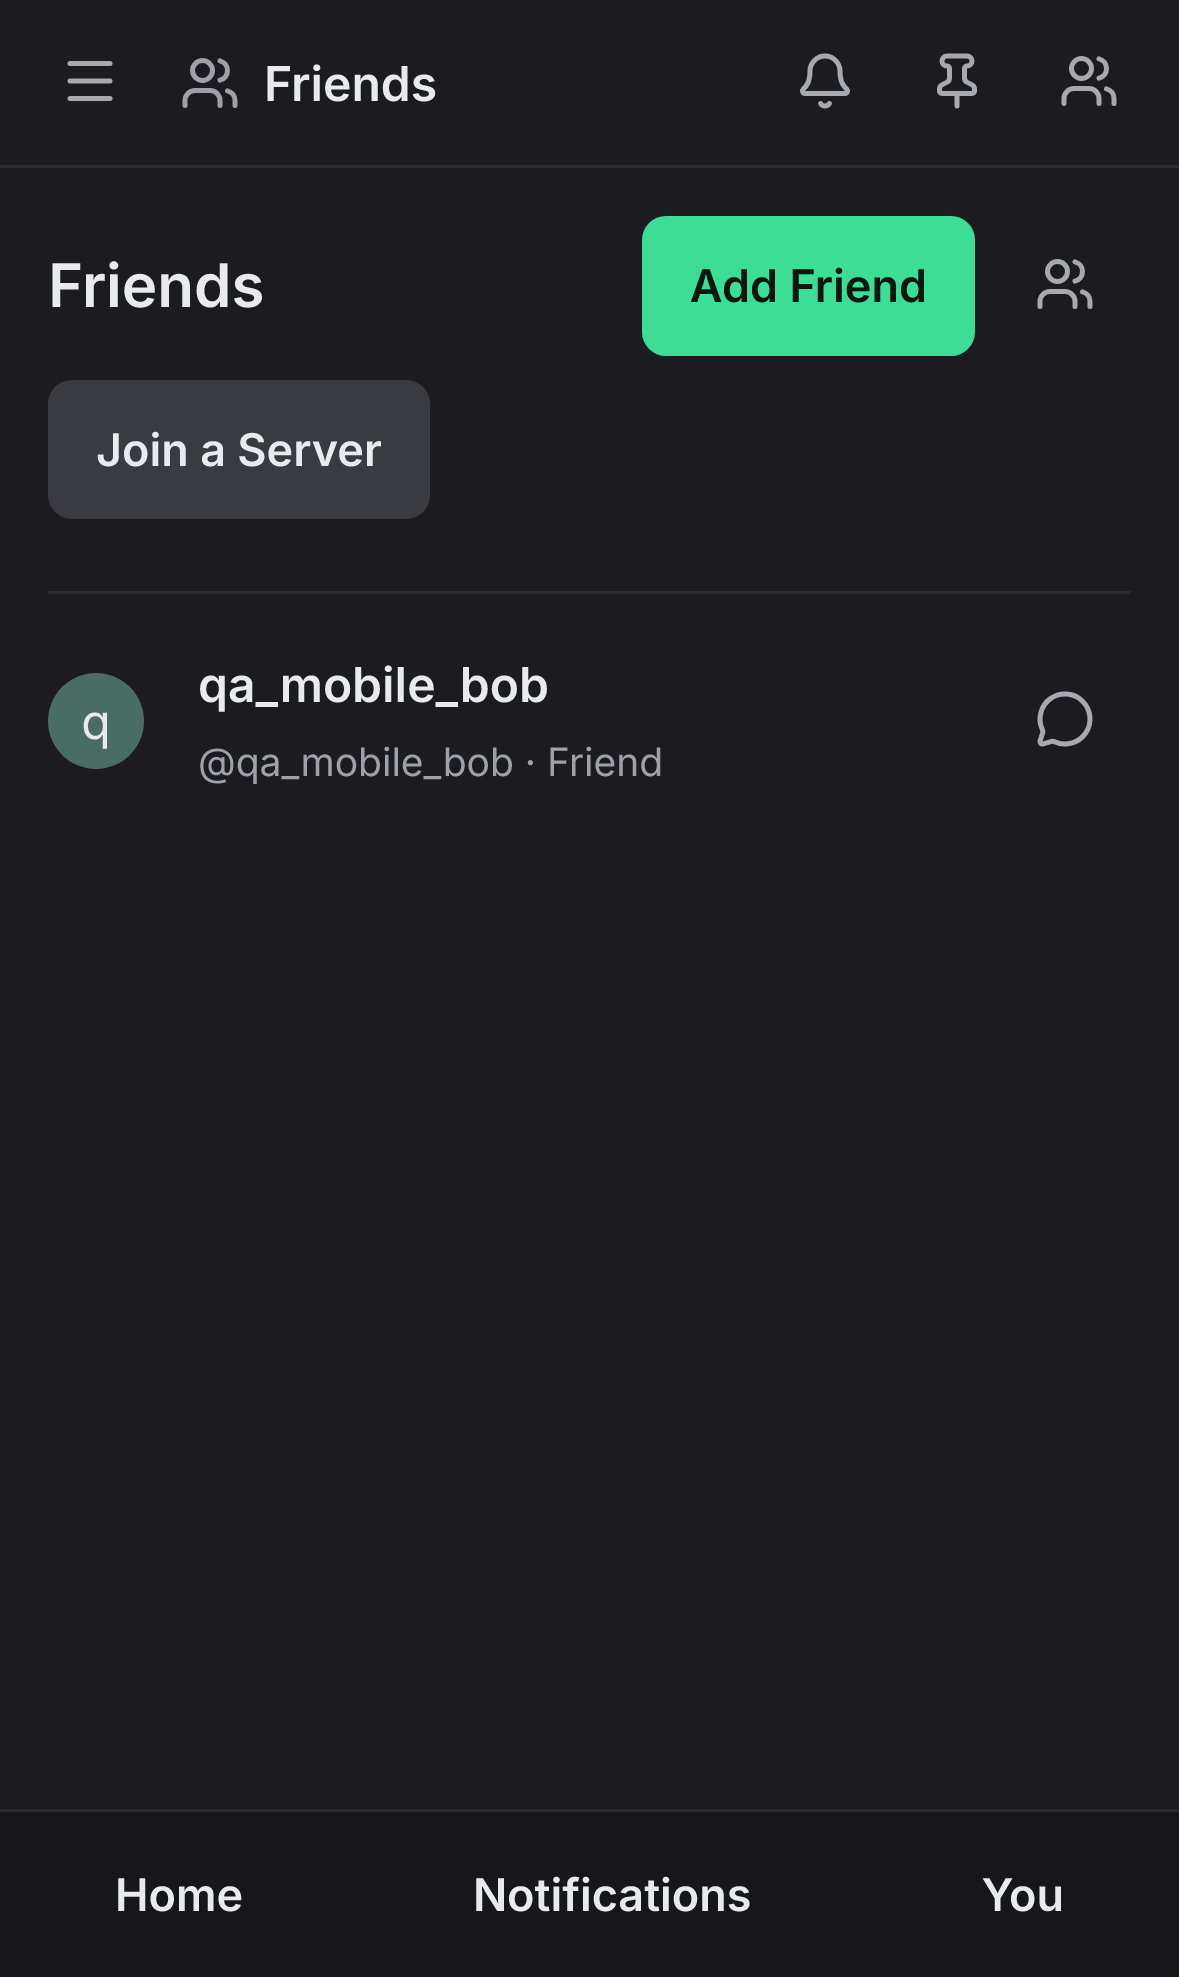 Friends
Friends
Add Friend
Join a Server
q
qa_mobile_bob
@qa_mobile_bob · Friend
Home
Notifications
You